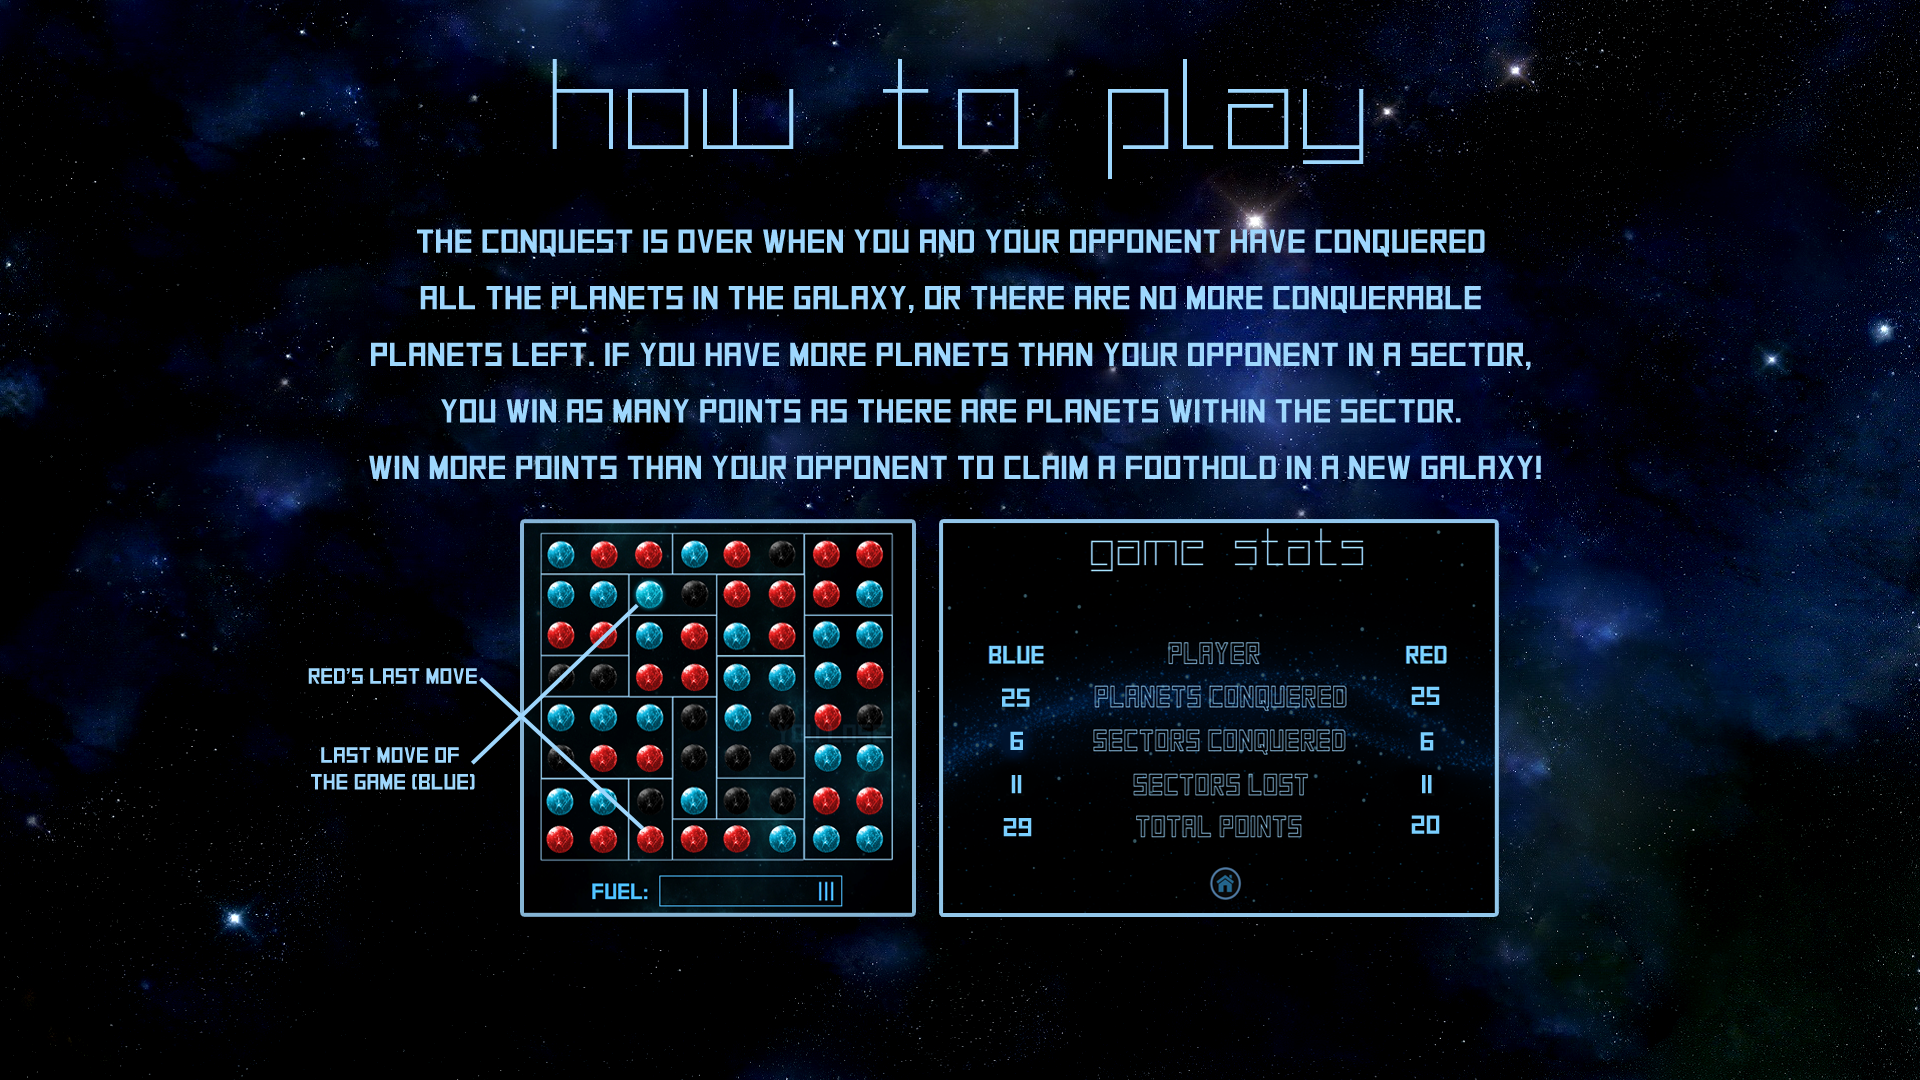 how to play
THE CONQUEST IS OVER WHEN YOU AND YOUR OPPONENT HAVE CONQUERED
ALL THE PLANETS IN THE GALAXY, OR THERE ARE NO MORE CONQUERABLE
PLANETS LEFT. IF YOU HAVE MORE PLANETS THAN YOUR OPPONENT IN A SECTOR,
YOU WIN AS MANY POINTS AS THERE ARE PLANETS WITHIN THE SECTOR.
WIN MORE POINTS THAN YOUR OPPONENT TO CLAIM A FOOTHOLD IN A NEW GALAXY!
RED'S LAST MOVE
LAST MOVE OF
THE GAME (BLUE)
FUEL:
game stats
BLUE PLAYER RED
25 PLANETS CONQUERED 25
6 SECTORS CONQUERED 6
11 SECTORS LOST 11
29 TOTAL POINTS 20